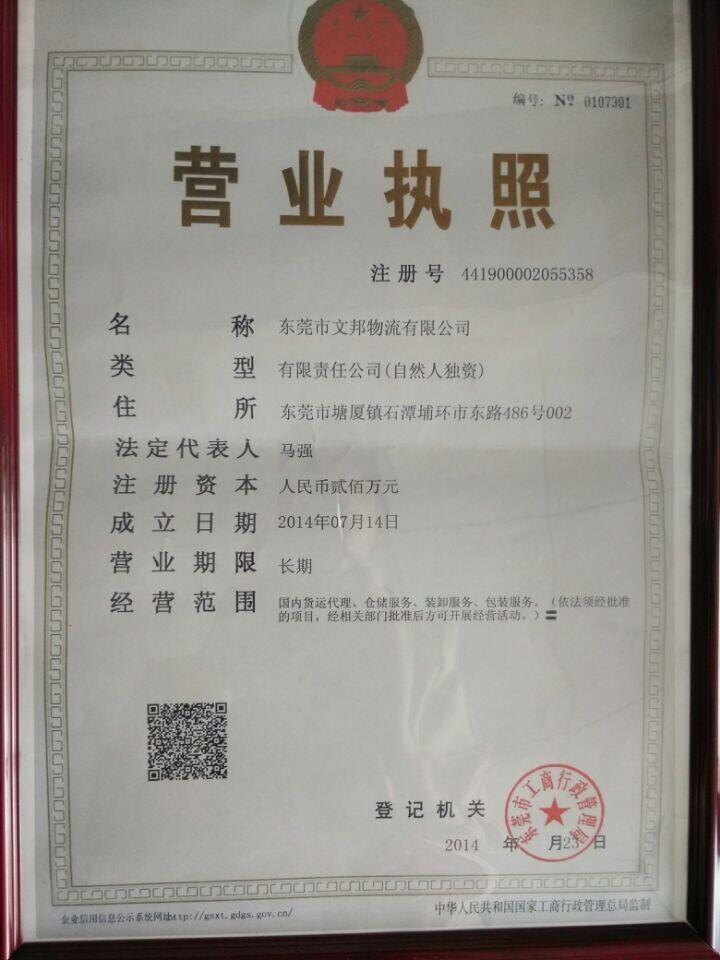 编号: Nº 0107301
营业执照
注册号 441900002055358
名称 东莞市文邦物流有限公司
类型 有限责任公司(自然人独资)
住所 东莞市塘厦镇石潭埔环市东路486号002
法定代表人 马强
注册资本 人民币贰佰万元
成立日期 2014年07月14日
营业期限 长期
经营范围 国内货运代理、仓储服务、装卸服务、包装服务。（依法须经批准
的项目，经相关部门批准后方可开展经营活动。）
登记机关
东莞市工商行政管理局
2014 年 月23日
企业信用信息公示系统网址http://gsxt.gdgs.gov.cn/
中华人民共和国国家工商行政管理总局监制